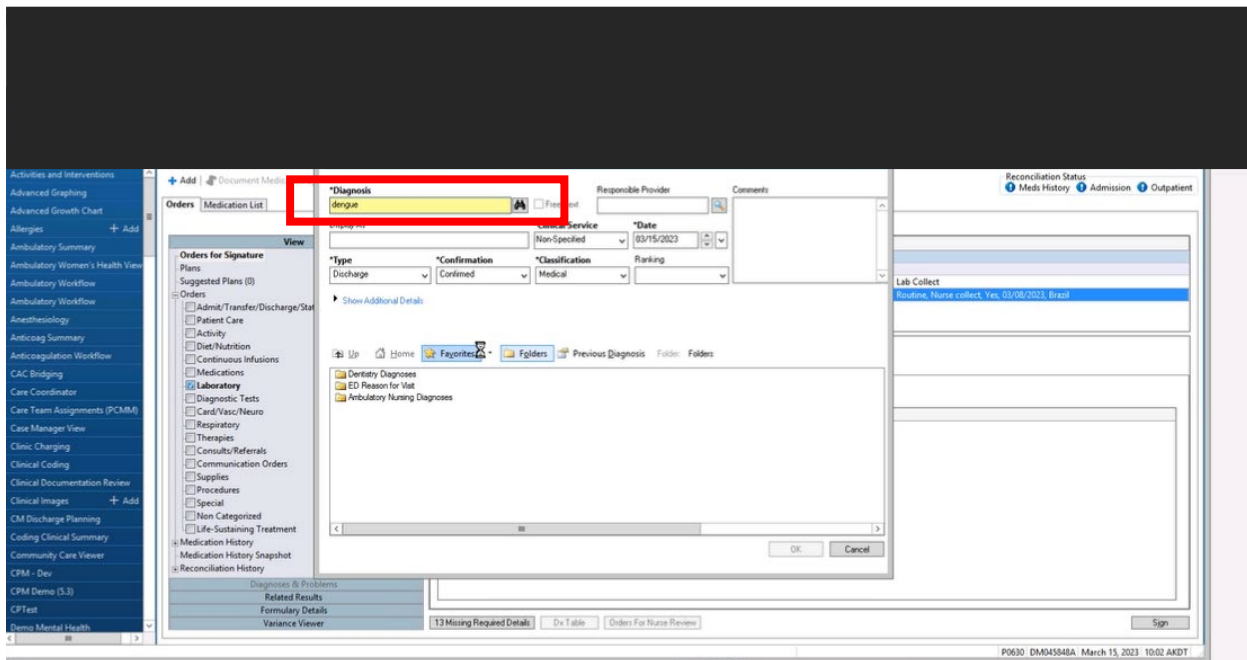 Activities and Interventions
Advanced Graphing
Advanced Growth Chart
Allergies + Add
Ambulatory Summary
Ambulatory Women's Health View
Ambulatory Workflow
Ambulatory Workflow
Anesthesiology
Anticoag Summary
Anticoagulation Workflow
CAC Bridging
Care Coordinator
Care Team Assignments (PCMM)
Case Manager View
Clinic Charging
Clinical Coding
Clinical Documentation Review
Clinical Images + Add
CM Discharge Planning
Coding Clinical Summary
Community Care Viewer
CPM - Dev
CPM Demo (5.3)
CPTest
Demo Mental Health
+ Add Document Medic
Orders Medication List
View
Orders for Signature
Plans
Suggested Plans (0)
Orders
Admit/Transfer/Discharge/Stat
Patient Care
Activity
Diet/Nutrition
Continuous Infusions
Medications
Laboratory
Diagnostic Tests
Card/Vasc/Neuro
Respiratory
Therapies
Consults/Referrals
Communication Orders
Supplies
Procedures
Special
Non Categorized
Life-Sustaining Treatment
Medication History
Medication History Snapshot
Reconciliation History
Diagnoses & Problems
Related Results
Formulary Details
Variance Viewer
*Diagnosis Responsible Provider Comments
dengue
Display As *Clinical Service *Date
Non-Specified 03/15/2023
*Type *Confirmation *Classification Ranking
Discharge Confirmed Medical
Show Additional Details
Up Home Favorites Folders Previous Diagnosis Folder: Folders
Dentistry Diagnoses
ED Reason for Visit
Ambulatory Nursing Diagnoses
OK Cancel
Reconciliation Status
Meds History Admission Outpatient
Lab Collect
Routine, Nurse collect, Yes, 03/08/2023, Brazil
13 Missing Required Details Dx Table Orders For Nurse Review Sign
P0630 DM045848A March 15, 2023 10:02 AKDT